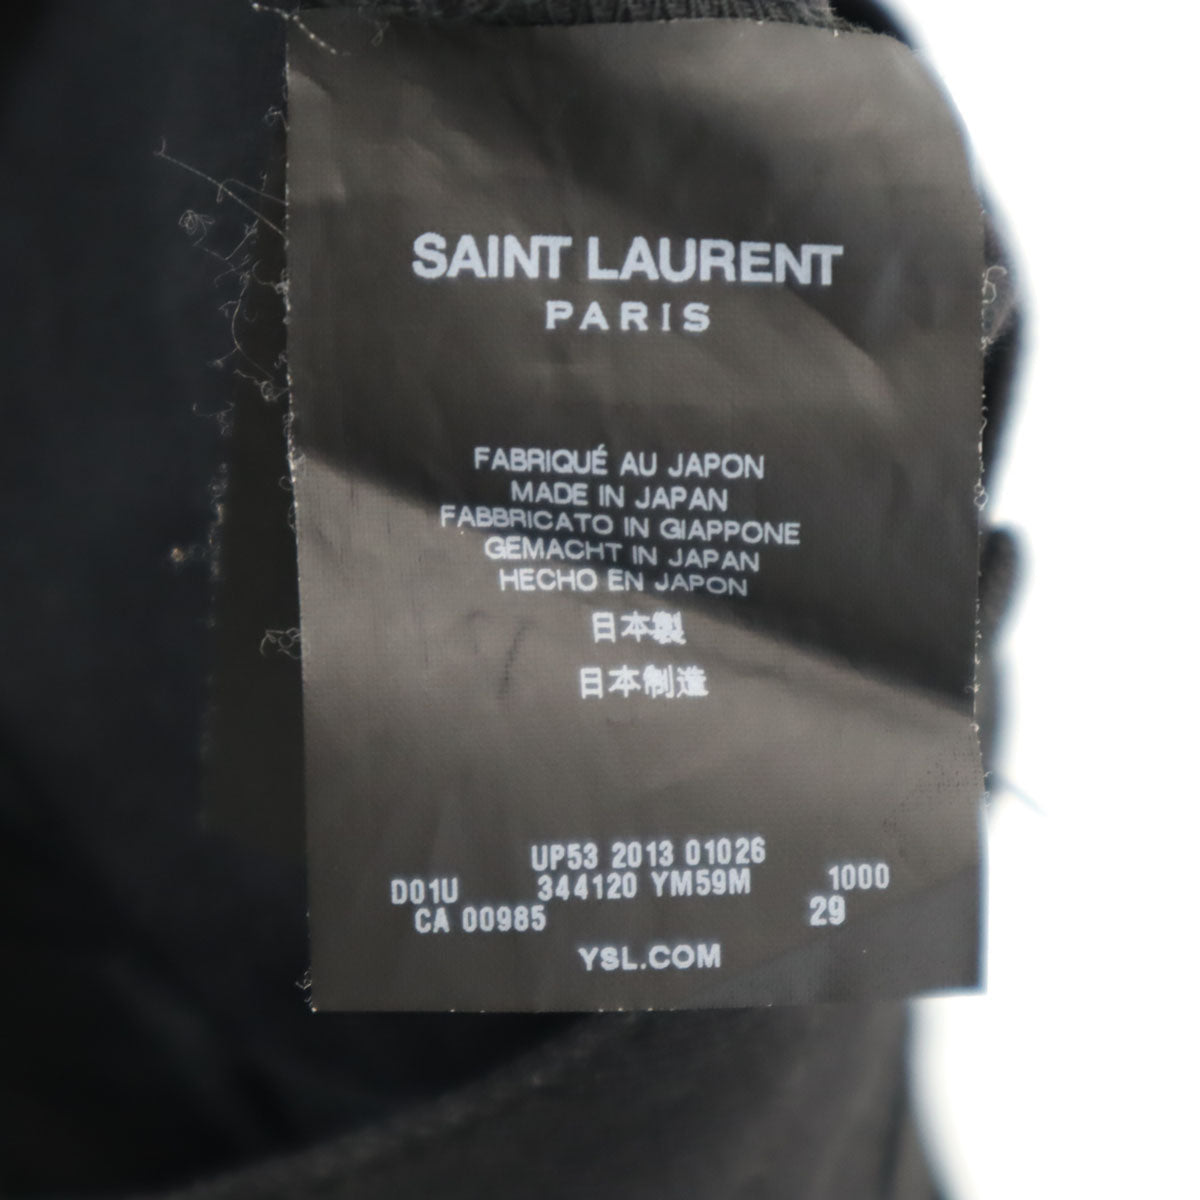 SAINT LAURENT
PARIS
FABRIQUÉ AU JAPON
MADE IN JAPAN
FABBRICATO IN GIAPPONE
GEMACHT IN JAPAN
HECHO EN JAPON
日本製
日本制造
UP53 2013 01026
D01U 344120 YM59M 1000
CA 00985 29
YSL.COM